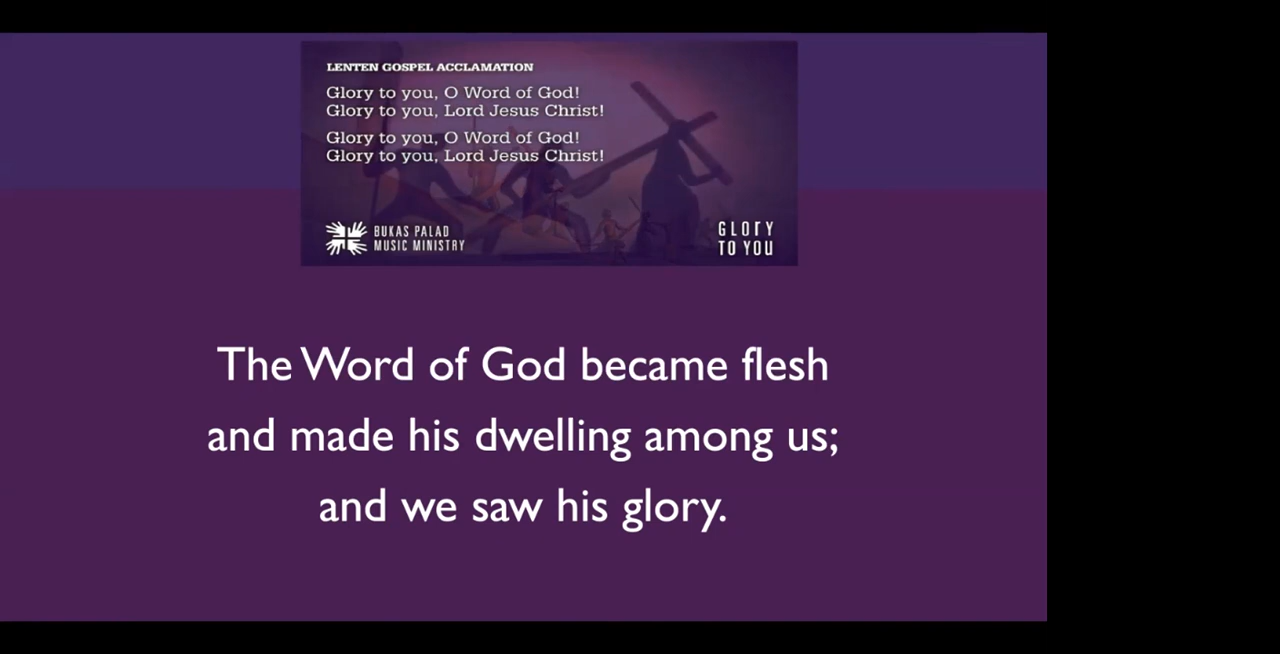 LENTEN GOSPEL ACCLAMATION
Glory to you, O Word of God!
Glory to you, Lord Jesus Christ!
Glory to you, O Word of God!
Glory to you, Lord Jesus Christ!
BUKAS PALAD
MUSIC MINISTRY
GLORY
TO YOU
The Word of God became flesh
and made his dwelling among us;
and we saw his glory.